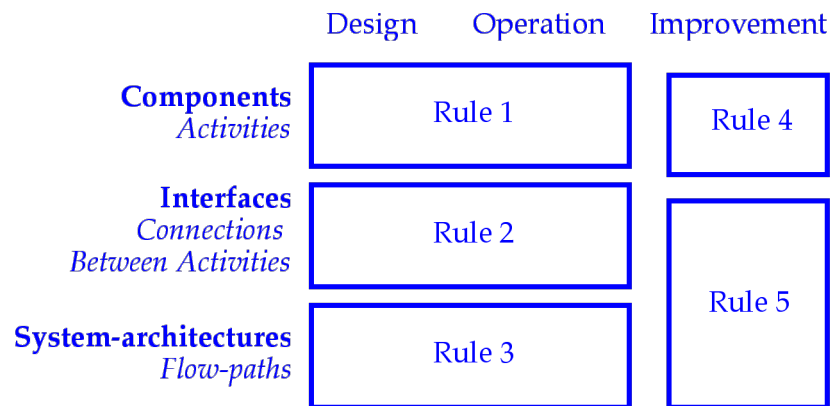 Design Operation Improvement
Components
Activities
Rule 1
Rule 4
Interfaces
Connections
Between Activities
Rule 2
Rule 5
System-architectures
Flow-paths
Rule 3